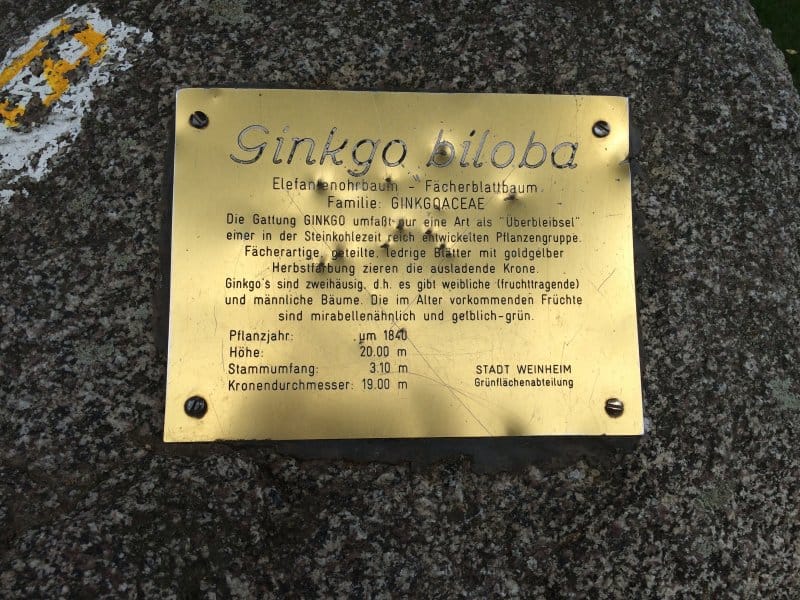 Ginkgo biloba
Elefantenohrbaum - Fächerblattbaum
Familie: GINKGOACEAE
Die Gattung GINKGO umfaßt nur eine Art als "Überbleibsel"
einer in der Steinkohlezeit reich entwickelten Pflanzengruppe.
Fächerartige, geteilte, ledrige Blätter mit goldgelber
Herbstfärbung zieren die ausladende Krone.
Ginkgo's sind zweihäusig, d.h. es gibt weibliche (fruchttragende)
und männliche Bäume. Die im Alter vorkommenden Früchte
sind mirabellenähnlich und gelblich-grün.
Pflanzjahr: um 1840
Höhe: 20.00 m
Stammumfang: 3.10 m
Kronendurchmesser: 19.00 m
STADT WEINHEIM
Grünflächenabteilung